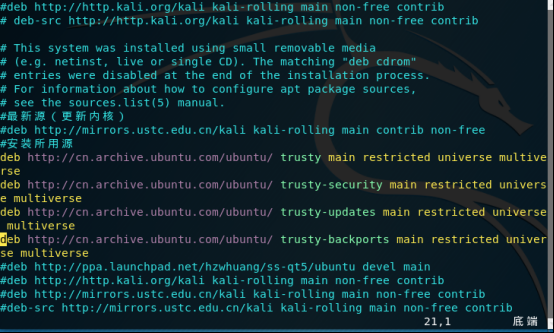 #deb http://http.kali.org/kali kali-rolling main non-free contrib
# deb-src http://http.kali.org/kali kali-rolling main non-free contrib
# This system was installed using small removable media
# (e.g. netinst, live or single CD). The matching "deb cdrom"
# entries were disabled at the end of the installation process.
# For information about how to configure apt package sources,
# see the sources.list(5) manual.
#最新源（更新内核）
#deb http://mirrors.ustc.edu.cn/kali kali-rolling main contrib non-free
#安装所用源
deb http://cn.archive.ubuntu.com/ubuntu/ trusty main restricted universe multive
rse
deb http://cn.archive.ubuntu.com/ubuntu/ trusty-security main restricted univers
e multiverse
deb http://cn.archive.ubuntu.com/ubuntu/ trusty-updates main restricted universe
 multiverse
deb http://cn.archive.ubuntu.com/ubuntu/ trusty-backports main restricted univer
se multiverse
#deb http://ppa.launchpad.net/hzwhuang/ss-qt5/ubuntu devel main
#deb http://http.kali.org/kali kali-rolling main non-free contrib
#deb http://mirrors.ustc.edu.cn/kali kali-rolling main non-free contrib
#deb-src http://mirrors.ustc.edu.cn/kali kali-rolling main non-free contrib
21,1 底端